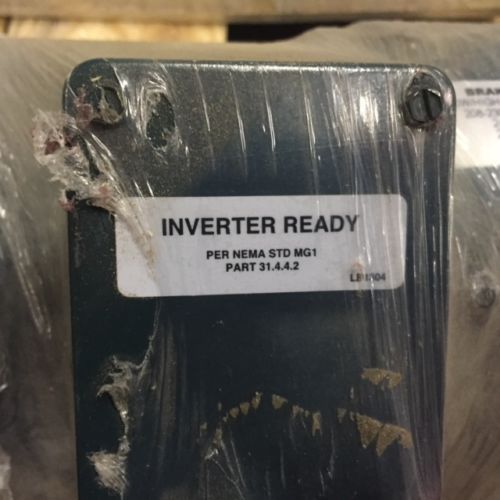 INVERTER READY
PER NEMA STD MG1
PART 31.4.4.2